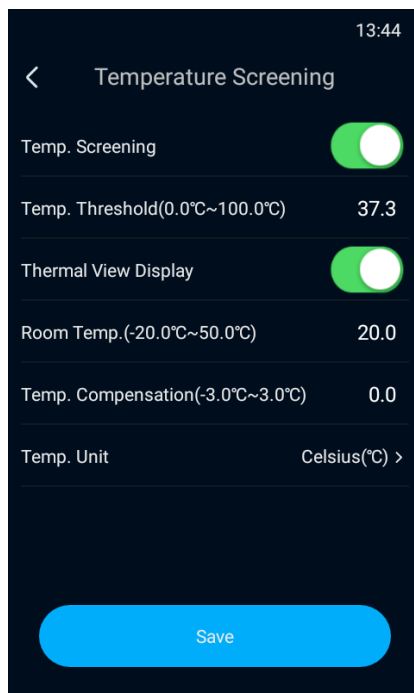 13:44
Temperature Screening
Temp. Screening
Temp. Threshold(0.0℃~100.0℃) 37.3
Thermal View Display
Room Temp.(-20.0℃~50.0℃) 20.0
Temp. Compensation(-3.0℃~3.0℃) 0.0
Temp. Unit Celsius(℃) >
Save